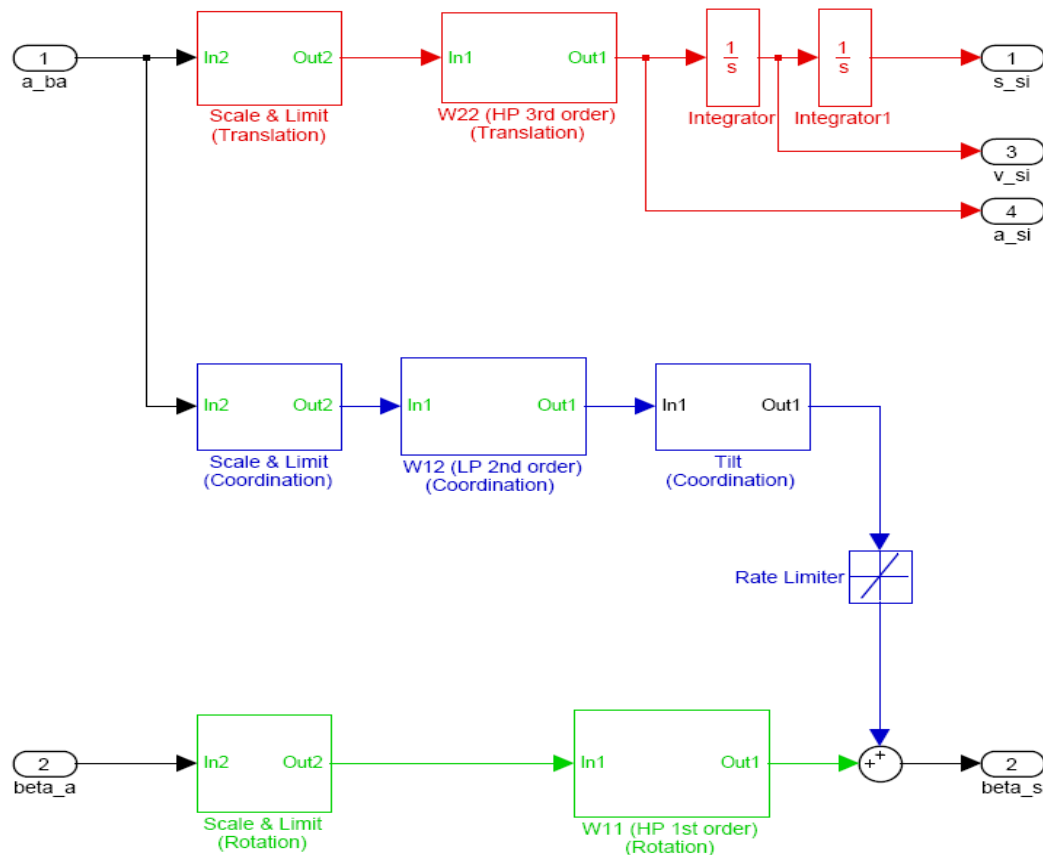 1
a_ba
In2
Out2
Scale & Limit
(Translation)
In1
Out1
W22 (HP 3rd order)
(Translation)
1
s
Integrator
1
s
Integrator1
1
s_si
3
v_si
4
a_si
In2
Out2
Scale & Limit
(Coordination)
In1
Out1
W12 (LP 2nd order)
(Coordination)
In1
Out1
Tilt
(Coordination)
Rate Limiter
2
beta_a
In2
Out2
Scale & Limit
(Rotation)
In1
Out1
W11 (HP 1st order)
(Rotation)
+
+
2
beta_s